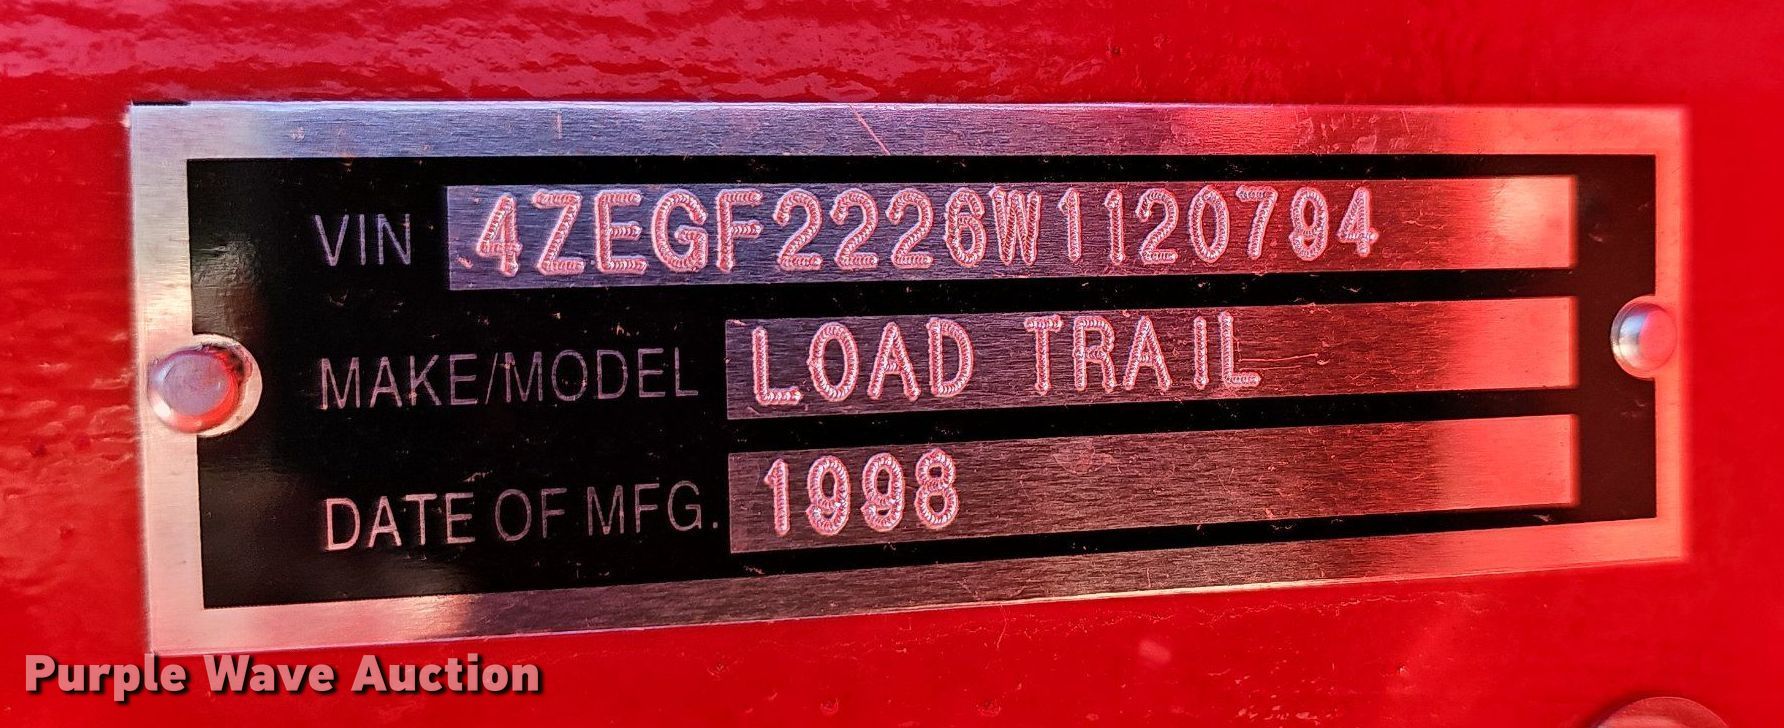 VIN 4ZEGF2226W1120794
MAKE/MODEL LOAD TRAIL
DATE OF MFG. 1998
Purple Wave Auction